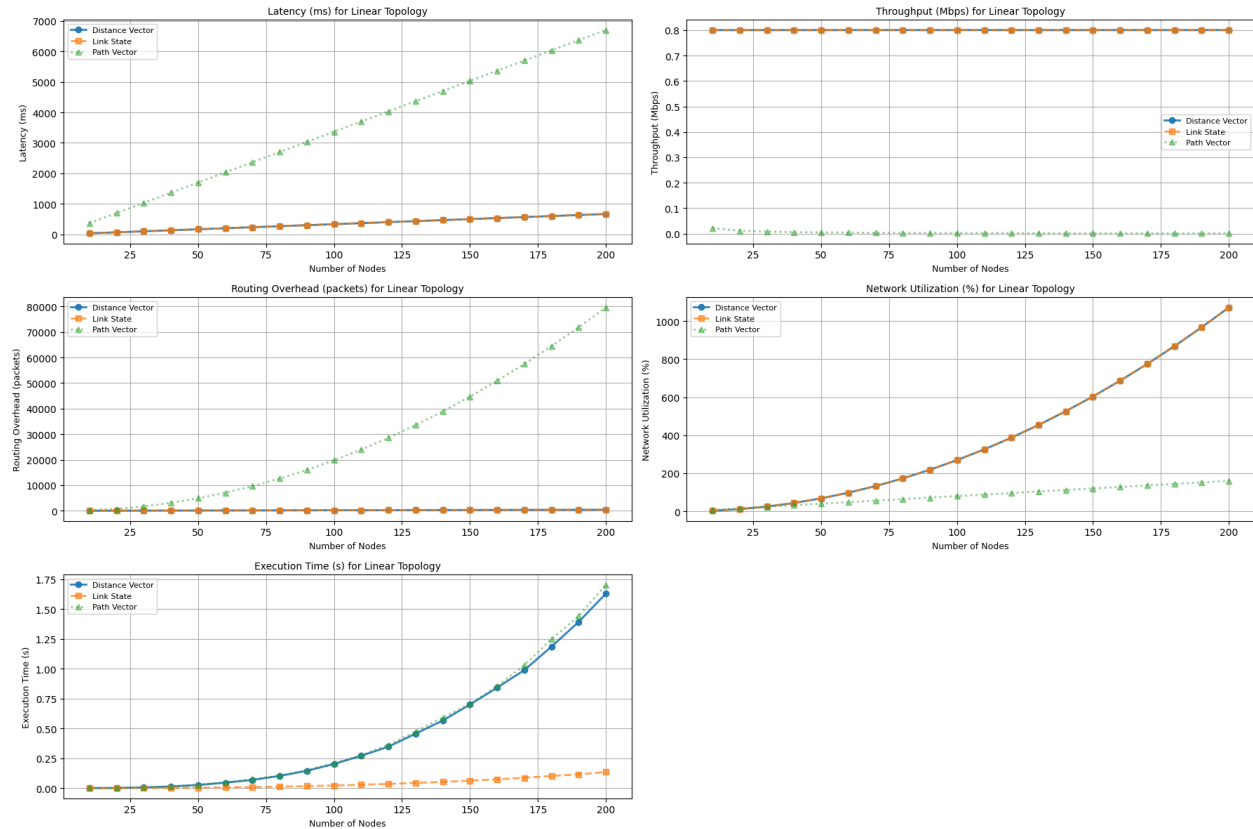 Latency (ms) for Linear Topology
7000
6000
5000
4000
3000
2000
1000
0
Latency (ms)
Distance Vector
Link State
Path Vector
25
50
75
100
125
150
175
200
Number of Nodes
Throughput (Mbps) for Linear Topology
0.8
0.7
0.6
0.5
0.4
0.3
0.2
0.1
0.0
Throughput (Mbps)
Distance Vector
Link State
Path Vector
25
50
75
100
125
150
175
200
Number of Nodes
Routing Overhead (packets) for Linear Topology
80000
70000
60000
50000
40000
30000
20000
10000
0
Routing Overhead (packets)
Distance Vector
Link State
Path Vector
25
50
75
100
125
150
175
200
Number of Nodes
Network Utilization (%) for Linear Topology
1000
800
600
400
200
0
Network Utilization (%)
Distance Vector
Link State
Path Vector
25
50
75
100
125
150
175
200
Number of Nodes
Execution Time (s) for Linear Topology
1.75
1.50
1.25
1.00
0.75
0.50
0.25
0.00
Execution Time (s)
Distance Vector
Link State
Path Vector
25
50
75
100
125
150
175
200
Number of Nodes